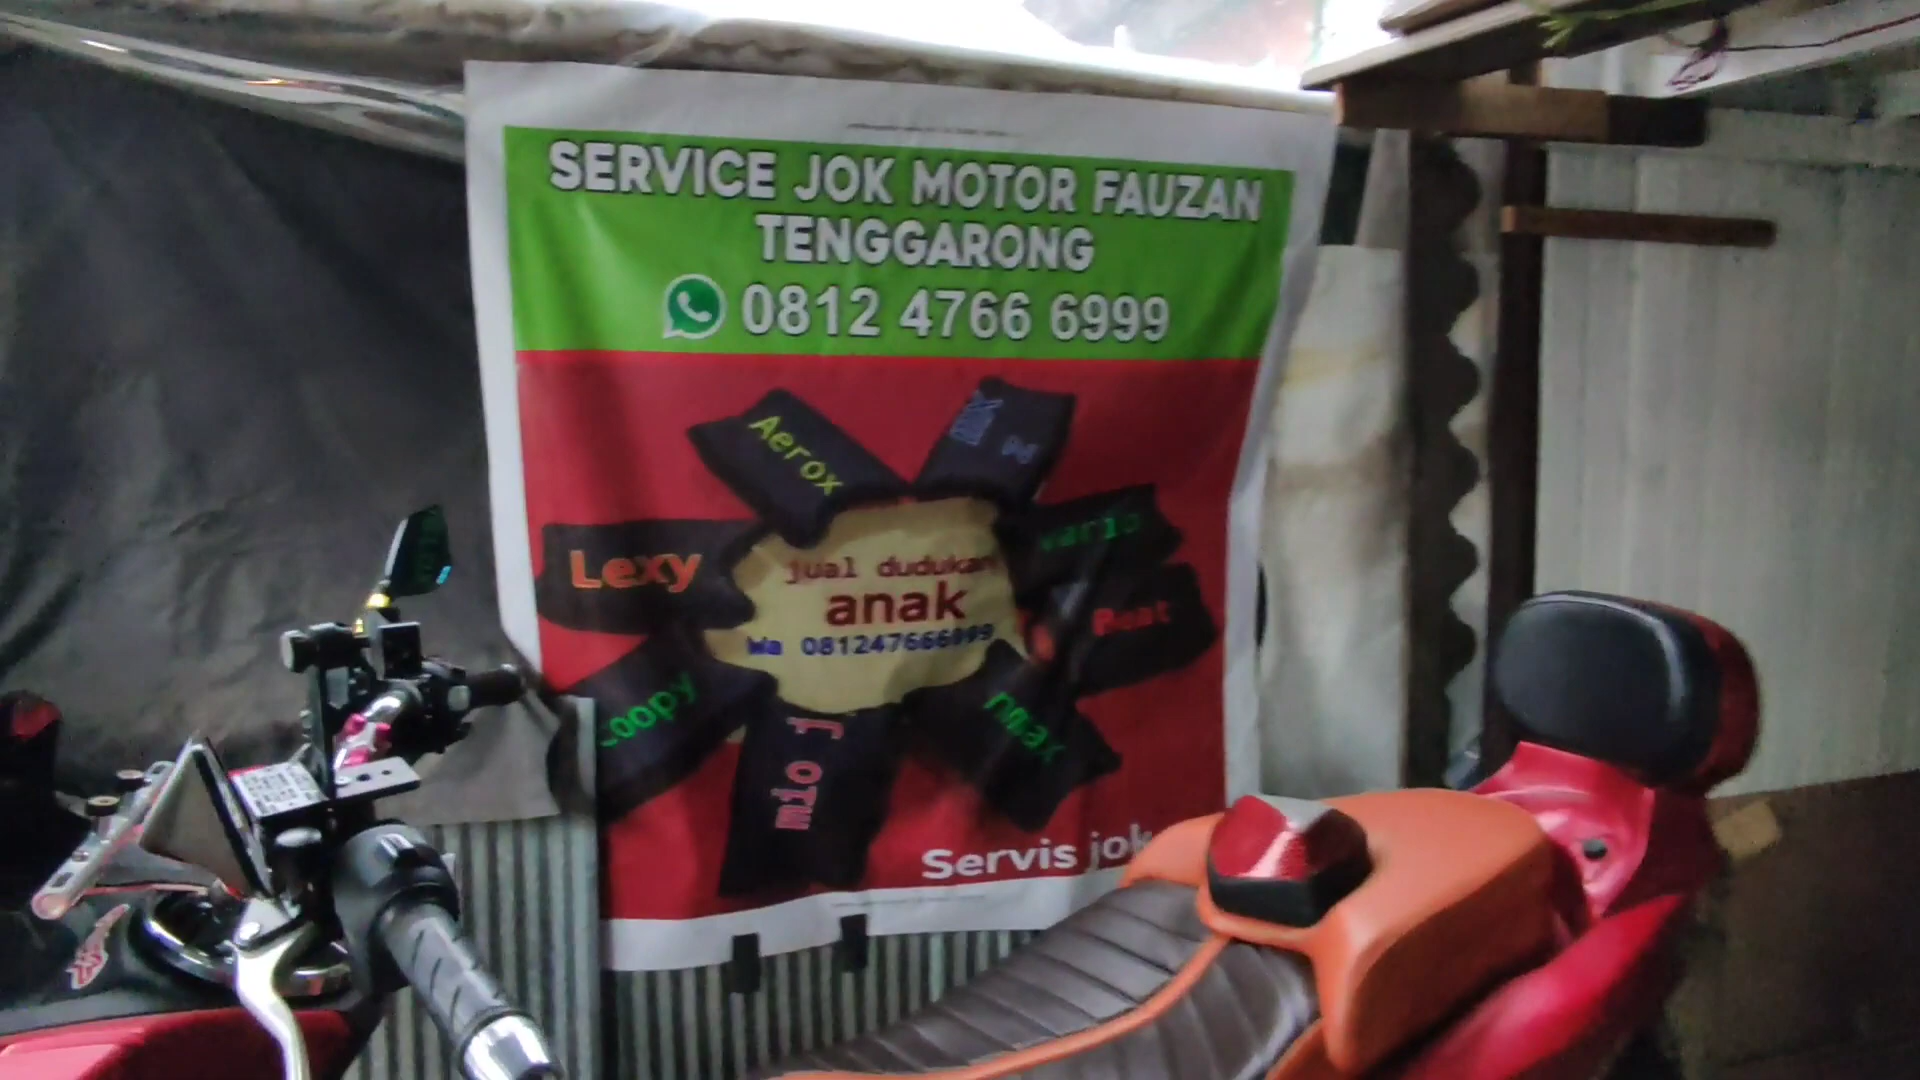 SERVICE JOK MOTOR FAUZAN
TENGGARONG
0812 4766 6999
Aerox
vario
Lexy
jual dudukan
anak
Wa 081247666999
Beat
coopy
mio j
nmax
Servis jok